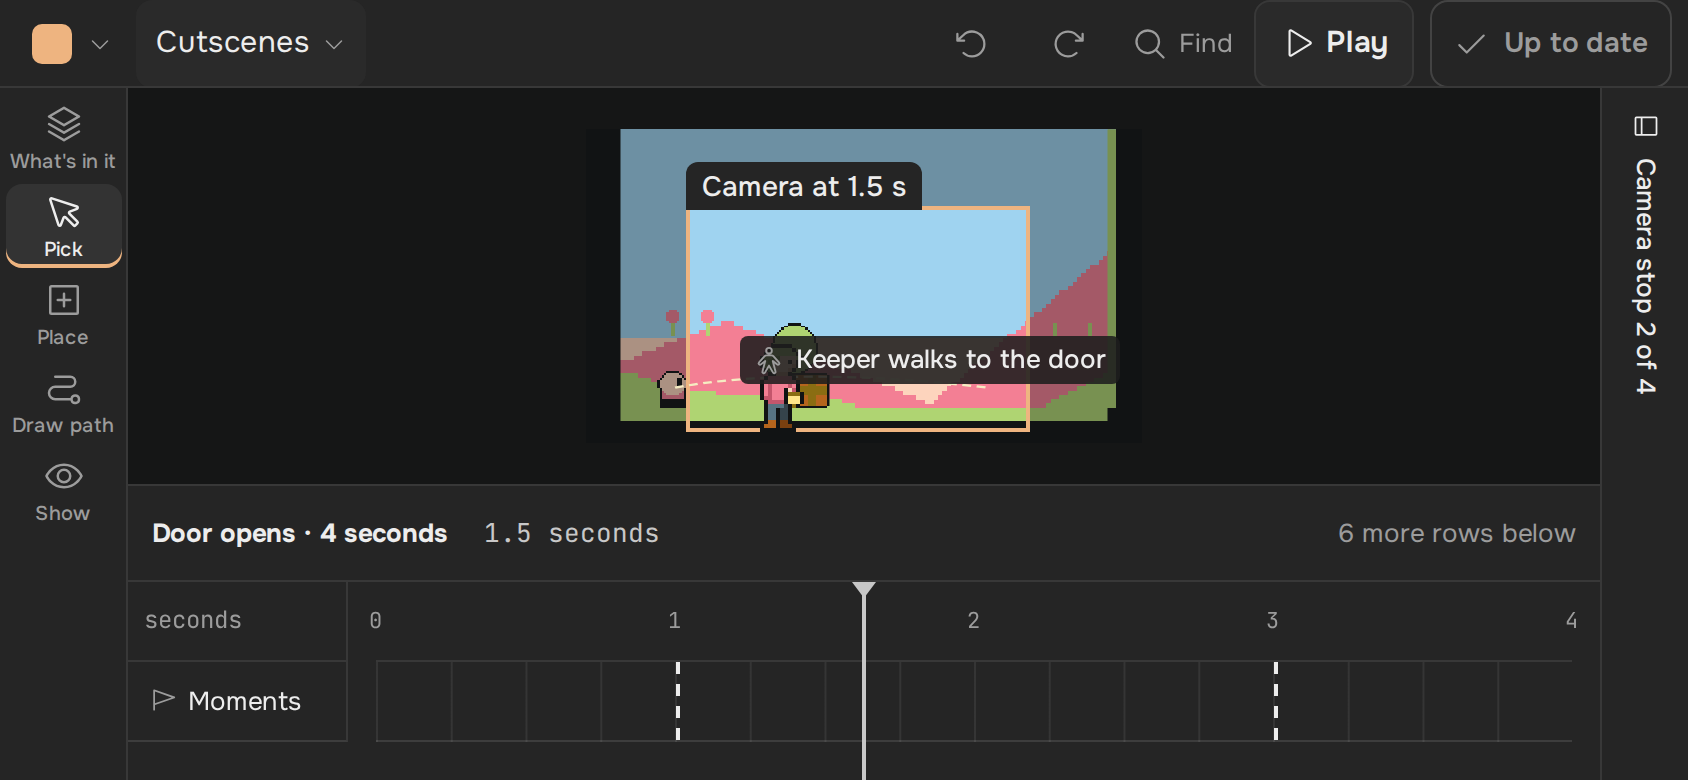 Cutscenes
Find
Play
Up to date
What's in it
Pick
Place
Draw path
Show
Camera at 1.5 s
Keeper walks to the door
Camera stop 2 of 4
Door opens · 4 seconds
1.5 seconds
6 more rows below
seconds
0
1
2
3
4
Moments